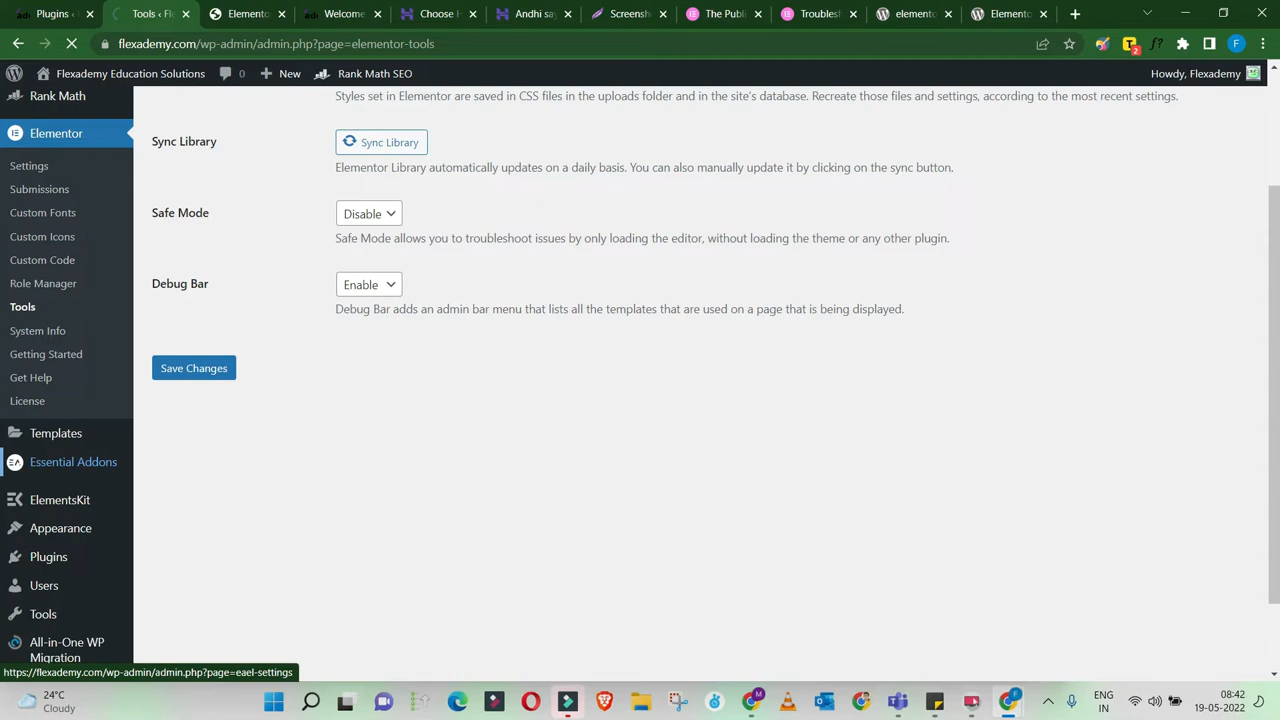 Plugins ‹
Tools ‹ F
Elemento
Welcome
Choose H
Andhi say
Screensh
The Publi
Troublesh
elemento
Elemento
flexademy.com/wp-admin/admin.php?page=elementor-tools
2
F
Flexademy Education Solutions
0
New
Rank Math SEO
Howdy, Flexademy
Rank Math
Styles set in Elementor are saved in CSS files in the uploads folder and in the site's database. Recreate those files and settings, according to the most recent settings.
Elementor
Sync Library
Sync Library
Elementor Library automatically updates on a daily basis. You can also manually update it by clicking on the sync button.
Settings
Submissions
Custom Fonts
Safe Mode
Disable
Custom Icons
Safe Mode allows you to troubleshoot issues by only loading the editor, without loading the theme or any other plugin.
Custom Code
Role Manager
Debug Bar
Enable
Tools
Debug Bar adds an admin bar menu that lists all the templates that are used on a page that is being displayed.
System Info
Getting Started
Save Changes
Get Help
License
Templates
Essential Addons
ElementsKit
Appearance
Plugins
Users
Tools
All-in-One WP
Migration
https://flexademy.com/wp-admin/admin.php?page=eael-settings
24°C
Cloudy
ENG
IN
08:42
19-05-2022